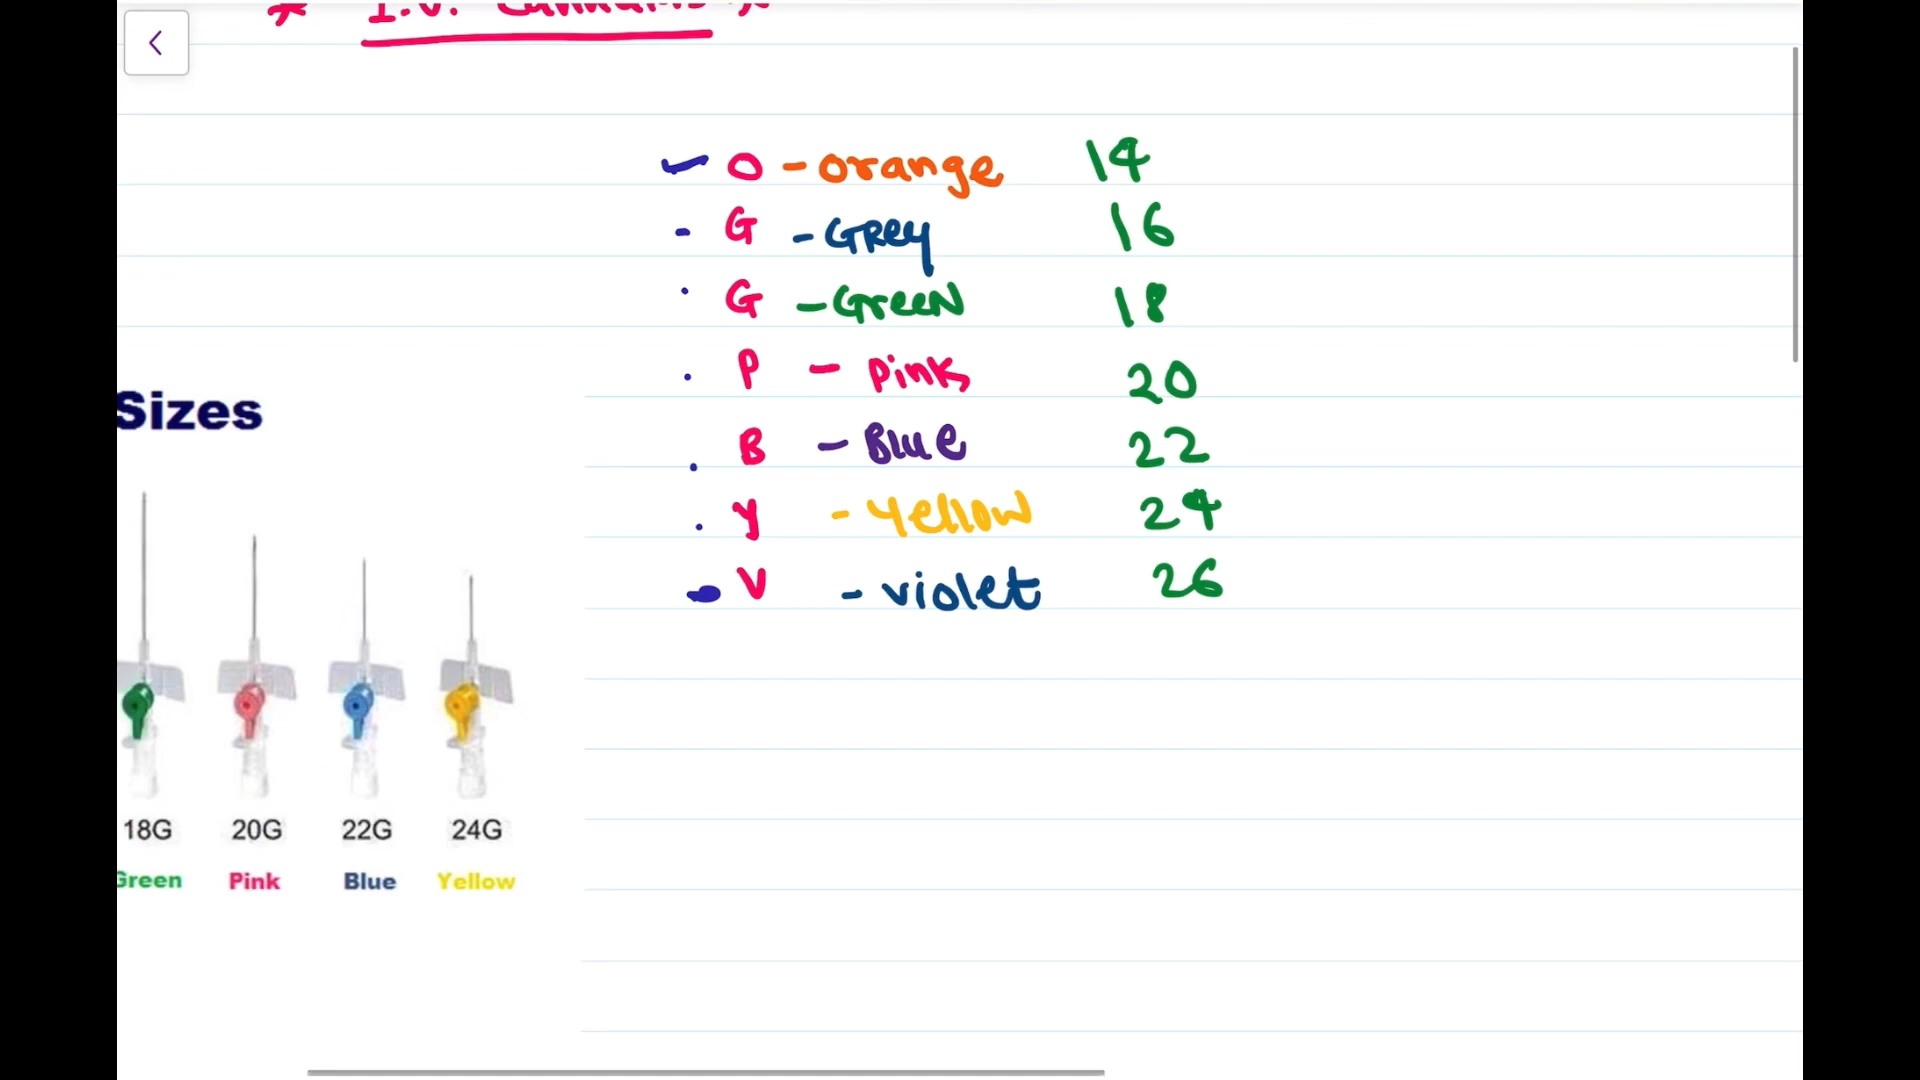 * I.V. Cannulas
O - orange 14
G - GRey 16
G - GreeN 18
P - Pink 20
B - Blue 22
Y - Yellow 24
V - violet 26
Sizes
18G 20G 22G 24G
Green Pink Blue Yellow